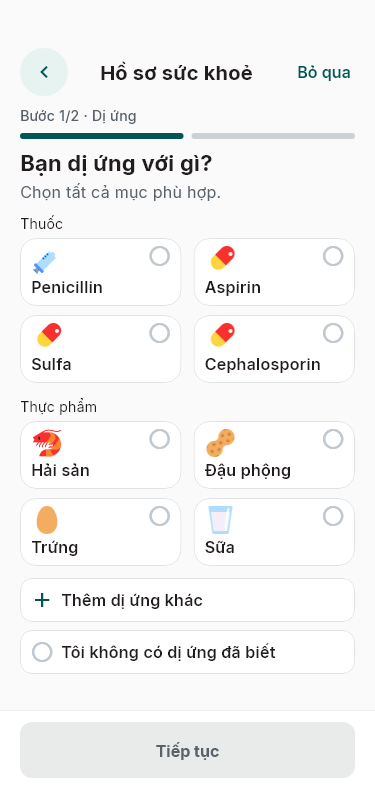 Hồ sơ sức khoẻ
Bỏ qua
Bước 1/2 · Dị ứng
Bạn dị ứng với gì?
Chọn tất cả mục phù hợp.
Thuốc
Penicillin
Aspirin
Sulfa
Cephalosporin
Thực phẩm
Hải sản
Đậu phộng
Trứng
Sữa
Thêm dị ứng khác
Tôi không có dị ứng đã biết
Tiếp tục